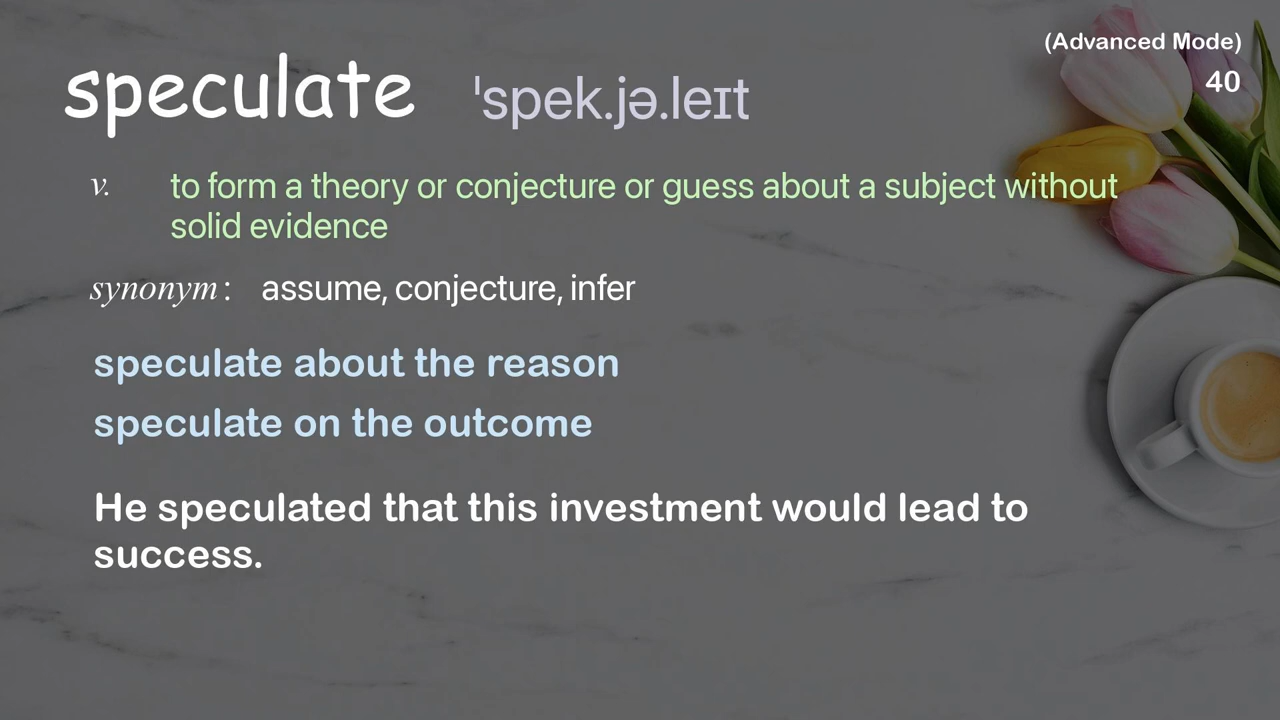 (Advanced Mode)
speculate ˈspek.jə.leɪt
40
v. to form a theory or conjecture or guess about a subject without
solid evidence
synonym : assume, conjecture, infer
speculate about the reason
speculate on the outcome
He speculated that this investment would lead to
success.